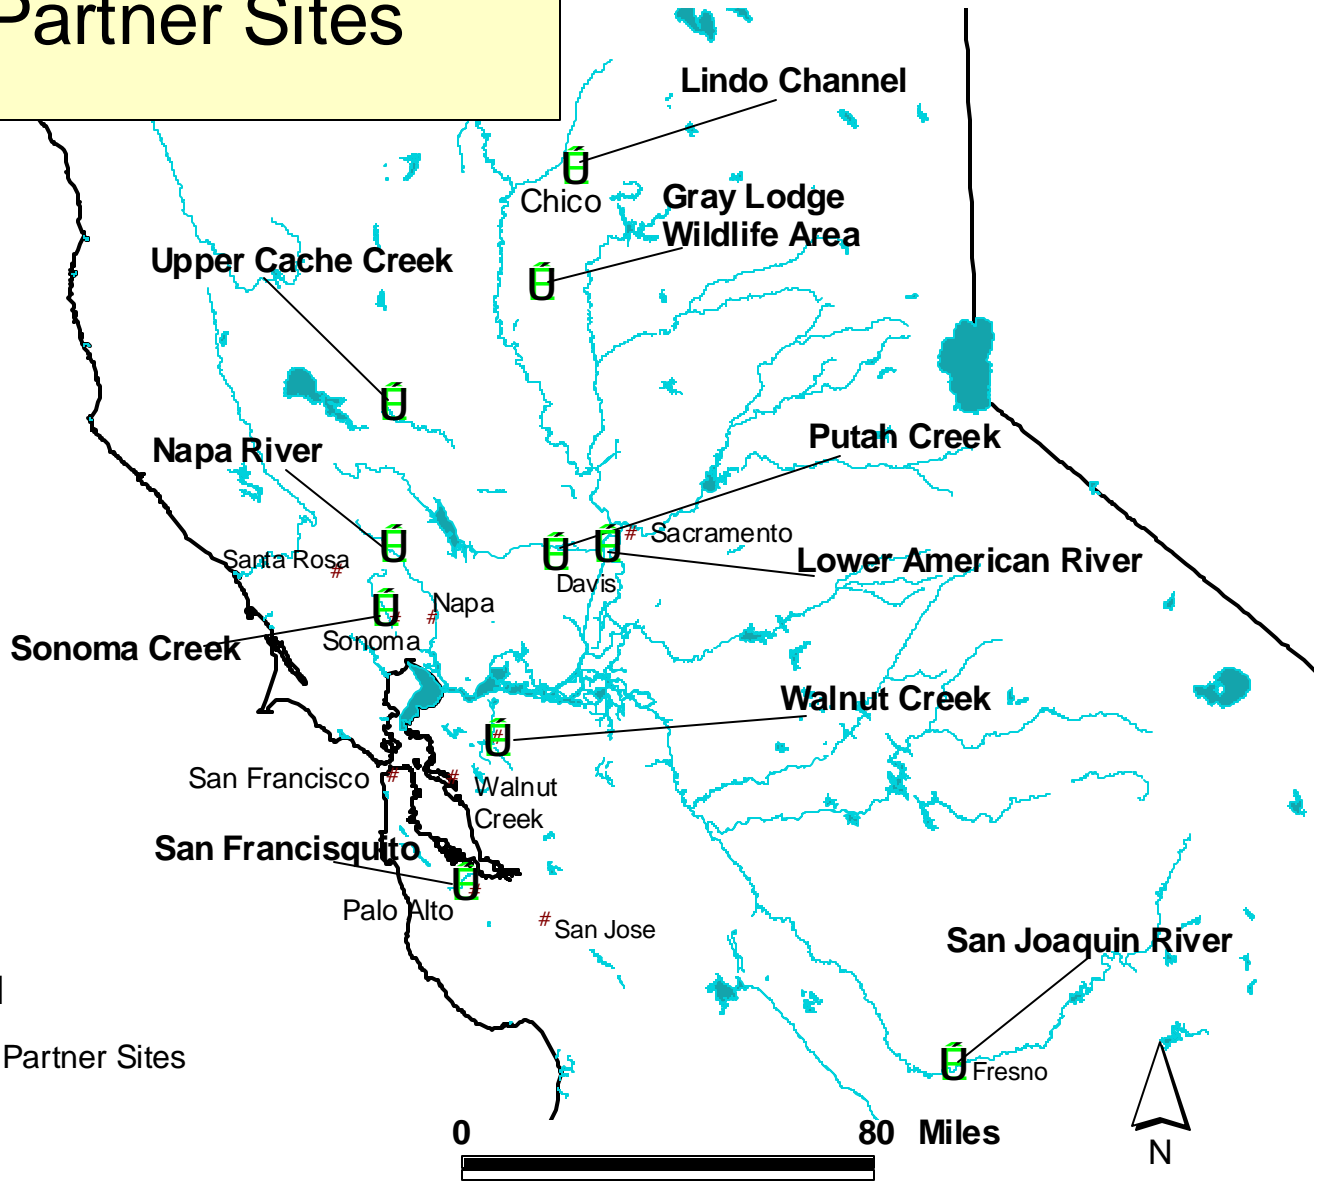 Partner Sites
Lindo Channel
Chico
Gray Lodge
Wildlife Area
Upper Cache Creek
Putah Creek
Napa River
Sacramento
Santa Rosa
Lower American River
Davis
Napa
Sonoma
Sonoma Creek
Walnut Creek
San Francisco
Walnut
Creek
San Francisquito
Palo Alto
San Jose
San Joaquin River
Partner Sites
Fresno
0 80 Miles
N